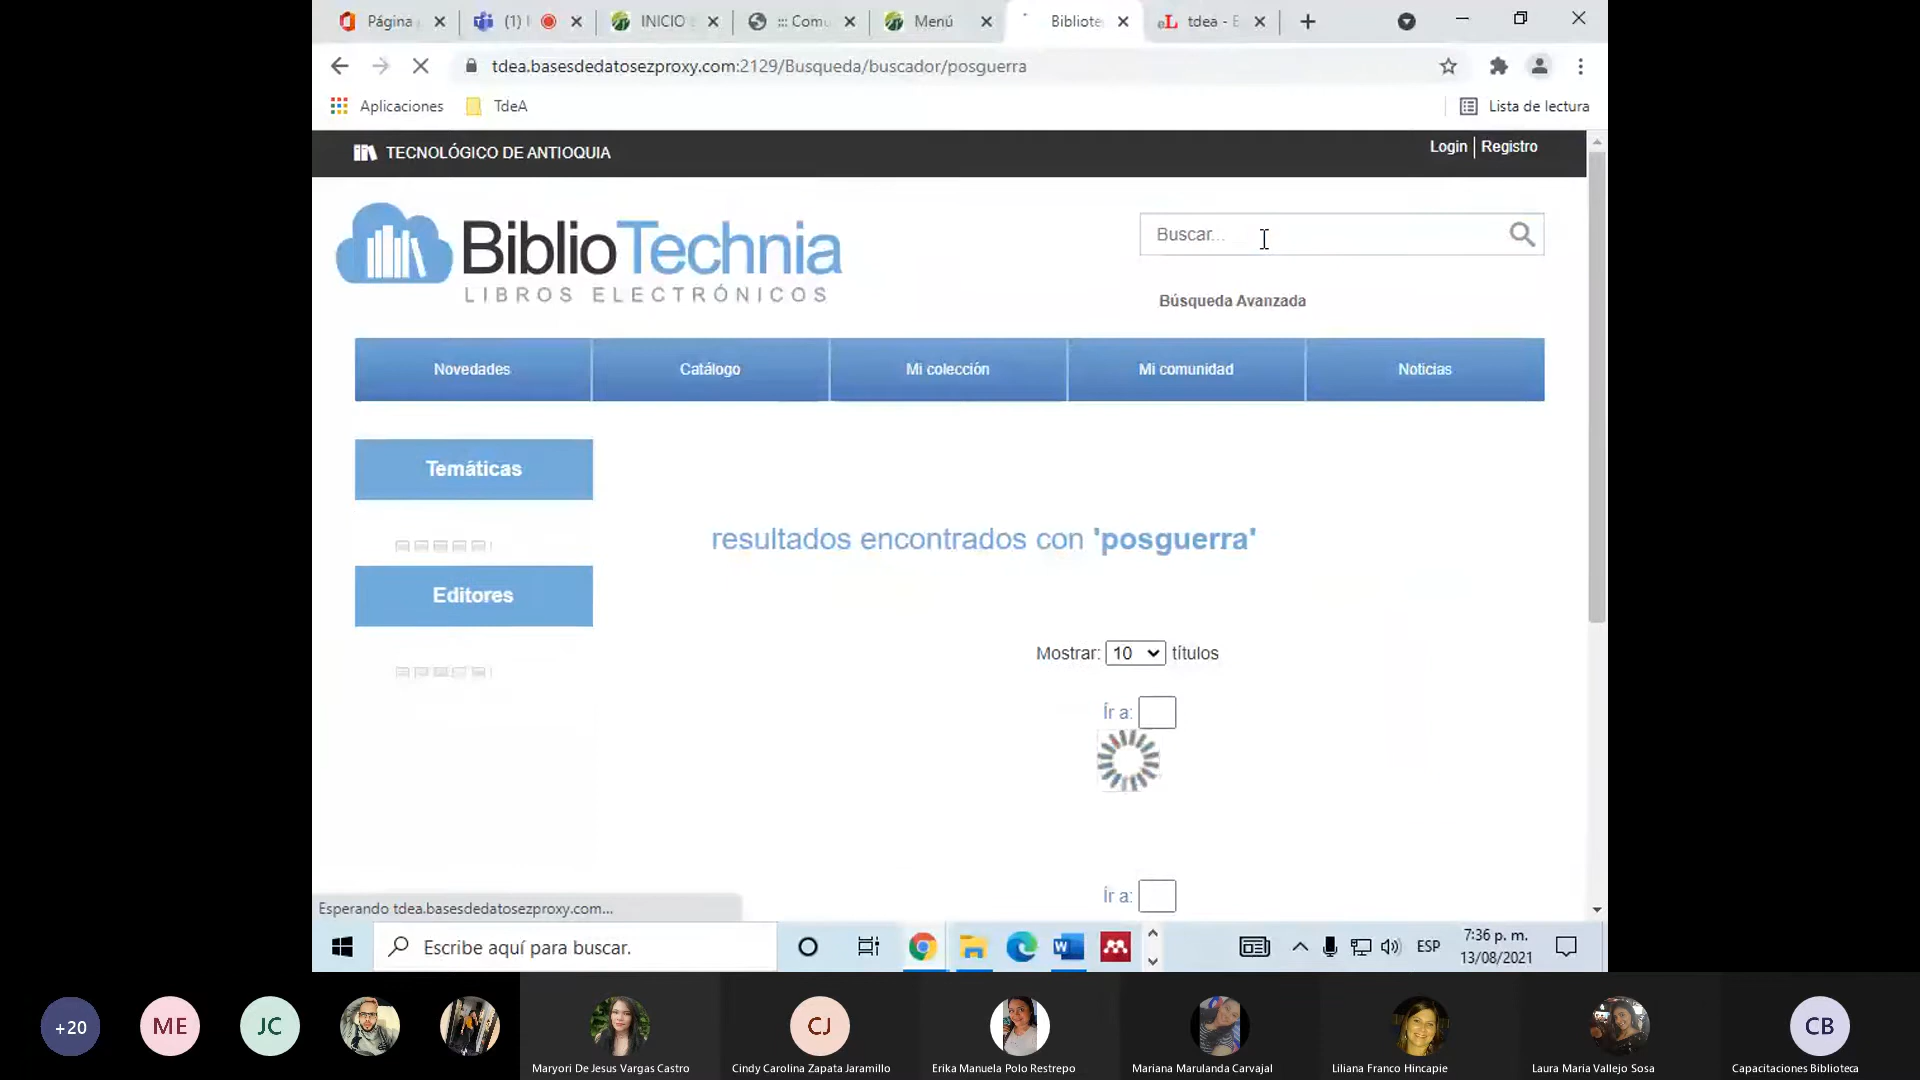 Página
(1)
INICIO
::: Comu
Menú
Bibliote
eL tdea - E
tdea.basesdedatosezproxy.com:2129/Busqueda/buscador/posguerra
Aplicaciones
TdeA
Lista de lectura
TECNOLÓGICO DE ANTIOQUIA
Login | Registro
BiblioTechnia
LIBROS ELECTRÓNICOS
Buscar...
Búsqueda Avanzada
Novedades
Catálogo
Mi colección
Mi comunidad
Noticias
Temáticas
Editores
resultados encontrados con 'posguerra'
Mostrar: 10 títulos
Ír a:
Ír a:
Esperando tdea.basesdedatosezproxy.com...
Escribe aquí para buscar.
ESP
7:36 p. m.
13/08/2021
+20
ME
JC
CJ
CB
Maryori De Jesus Vargas Castro
Cindy Carolina Zapata Jaramillo
Erika Manuela Polo Restrepo
Mariana Marulanda Carvajal
Liliana Franco Hincapie
Laura Maria Vallejo Sosa
Capacitaciones Biblioteca